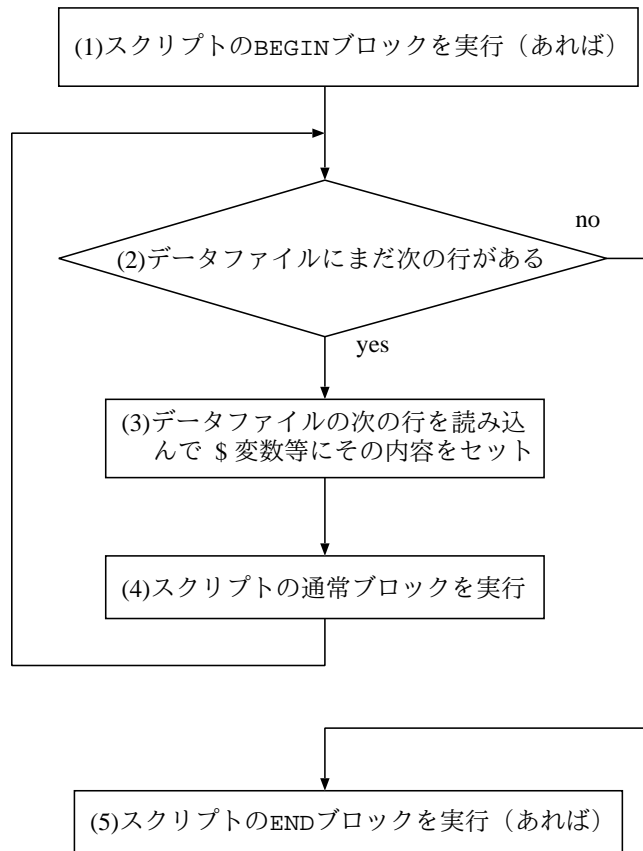 (1)スクリプトのBEGINブロックを実行（あれば）
no
(2)データファイルにまだ次の行がある
yes
(3)データファイルの次の行を読み込
んで $ 変数等にその内容をセット
(4)スクリプトの通常ブロックを実行
(5)スクリプトのENDブロックを実行（あれば）